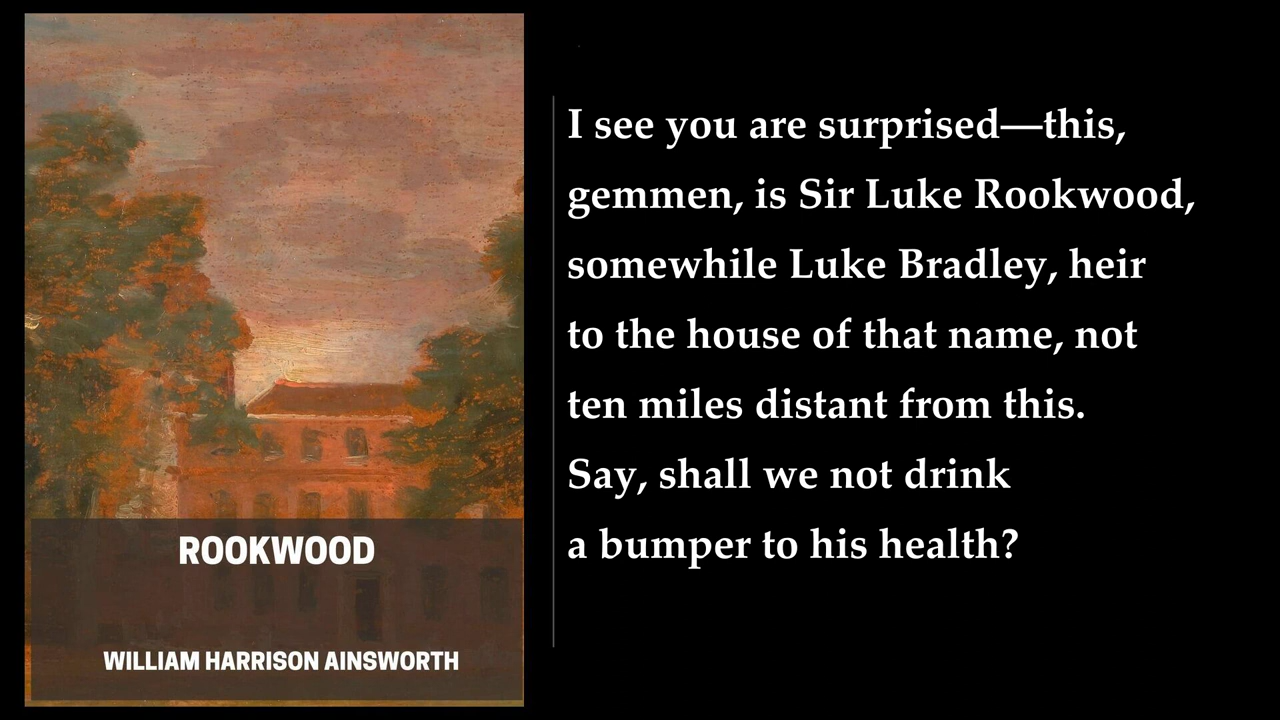 ROOKWOOD
WILLIAM HARRISON AINSWORTH
I see you are surprised—this,
gemmen, is Sir Luke Rookwood,
somewhile Luke Bradley, heir
to the house of that name, not
ten miles distant from this.
Say, shall we not drink
a bumper to his health?